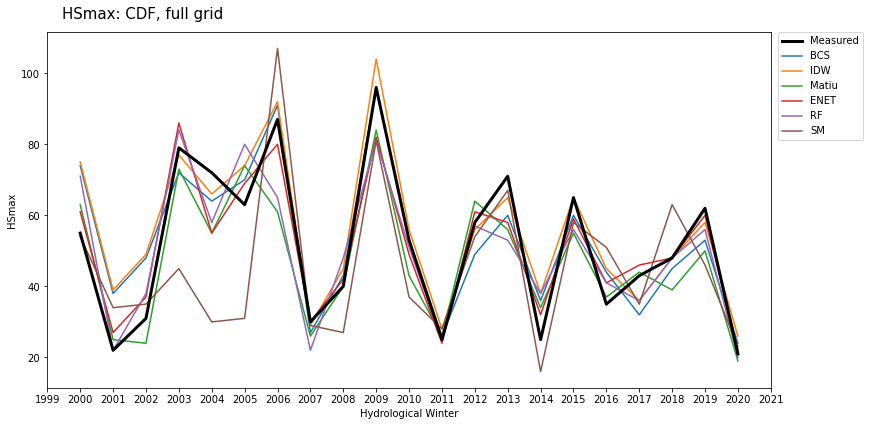 HSmax: CDF, full grid
Measured
BCS
IDW
Matiu
ENET
RF
SM
100
80
60
40
20
HSmax
1999 2000 2001 2002 2003 2004 2005 2006 2007 2008 2009 2010 2011 2012 2013 2014 2015 2016 2017 2018 2019 2020 2021
Hydrological Winter